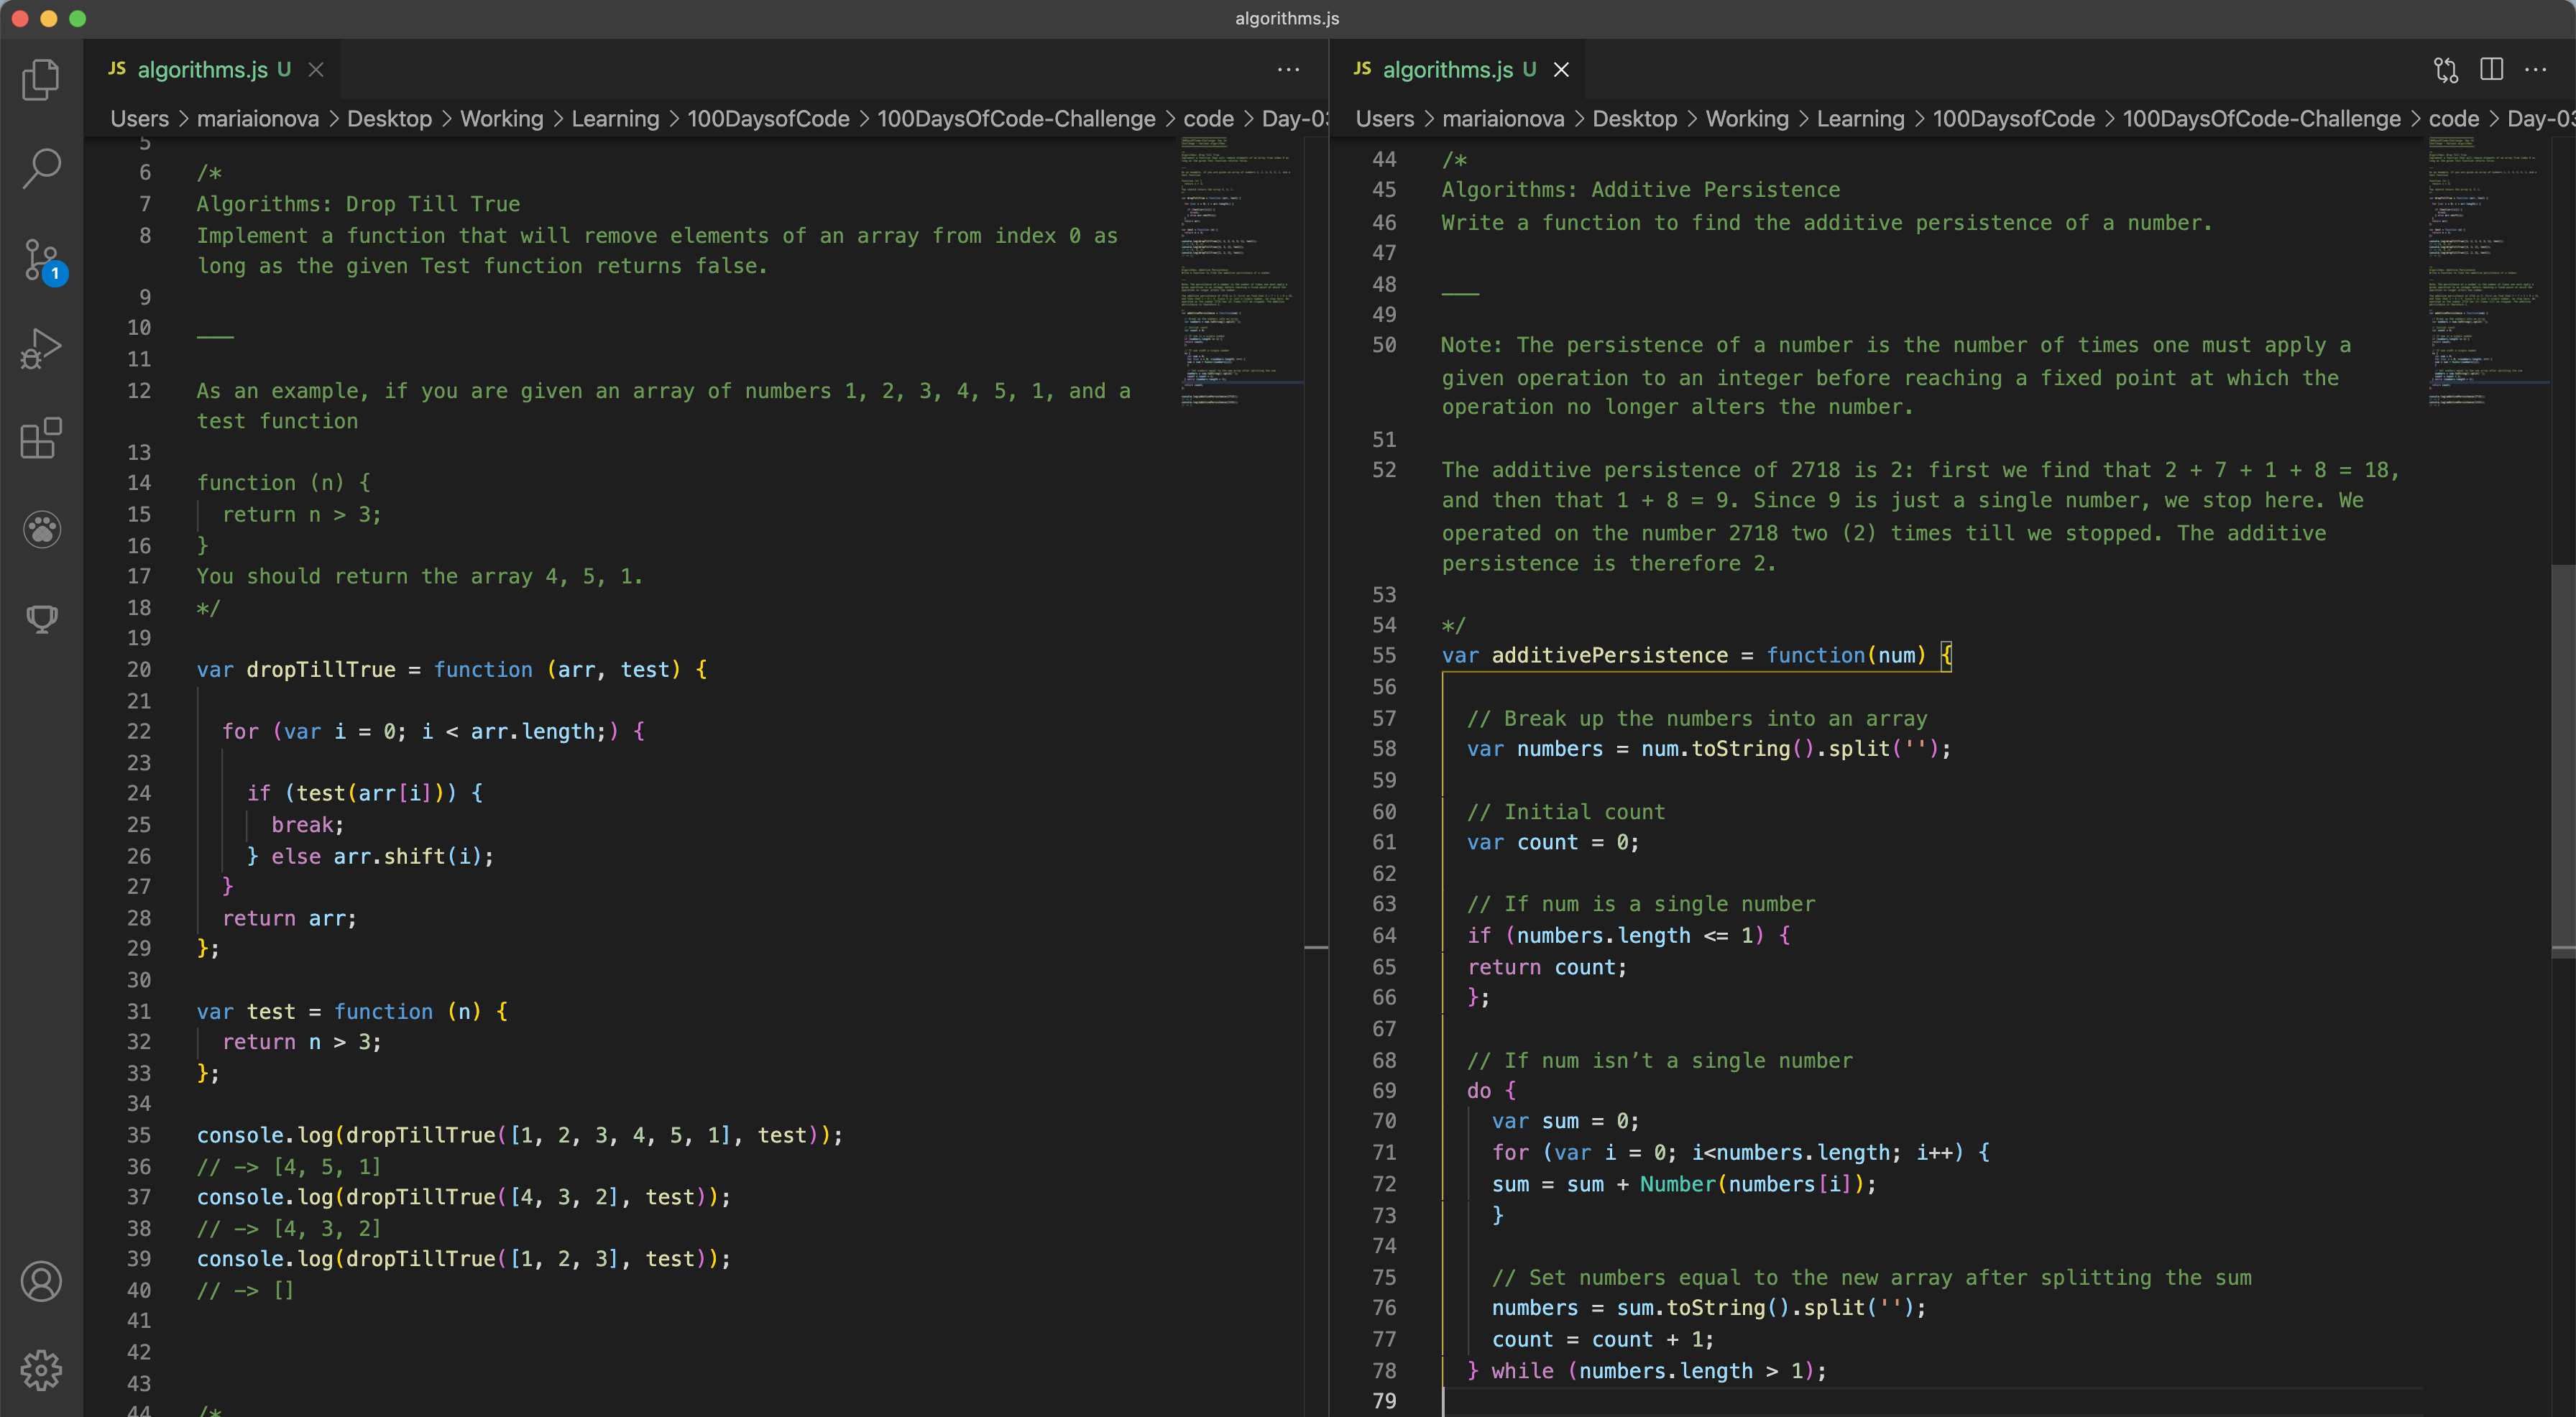 algorithms.js
JS algorithms.js U
Users > mariaionova > Desktop > Working > Learning > 100DaysofCode > 100DaysOfCode-Challenge > code > Day-03
5
6 /*
7 Algorithms: Drop Till True
8 Implement a function that will remove elements of an array from index 0 as
long as the given Test function returns false.
9
10 ___
11
12 As an example, if you are given an array of numbers 1, 2, 3, 4, 5, 1, and a
test function
13
14 function (n) {
15 return n > 3;
16 }
17 You should return the array 4, 5, 1.
18 */
19
20 var dropTillTrue = function (arr, test) {
21
22 for (var i = 0; i < arr.length;) {
23
24 if (test(arr[i])) {
25 break;
26 } else arr.shift(i);
27 }
28 return arr;
29 };
30
31 var test = function (n) {
32 return n > 3;
33 };
34
35 console.log(dropTillTrue([1, 2, 3, 4, 5, 1], test));
36 // -> [4, 5, 1]
37 console.log(dropTillTrue([4, 3, 2], test));
38 // -> [4, 3, 2]
39 console.log(dropTillTrue([1, 2, 3], test));
40 // -> []
41
42
43
44 /*
1
JS algorithms.js U
Users > mariaionova > Desktop > Working > Learning > 100DaysofCode > 100DaysOfCode-Challenge > code > Day-03
44 /*
45 Algorithms: Additive Persistence
46 Write a function to find the additive persistence of a number.
47
48 ___
49
50 Note: The persistence of a number is the number of times one must apply a
given operation to an integer before reaching a fixed point at which the
operation no longer alters the number.
51
52 The additive persistence of 2718 is 2: first we find that 2 + 7 + 1 + 8 = 18,
and then that 1 + 8 = 9. Since 9 is just a single number, we stop here. We
operated on the number 2718 two (2) times till we stopped. The additive
persistence is therefore 2.
53
54 */
55 var additivePersistence = function(num) {
56
57 // Break up the numbers into an array
58 var numbers = num.toString().split('');
59
60 // Initial count
61 var count = 0;
62
63 // If num is a single number
64 if (numbers.length <= 1) {
65 return count;
66 };
67
68 // If num isn’t a single number
69 do {
70 var sum = 0;
71 for (var i = 0; i<numbers.length; i++) {
72 sum = sum + Number(numbers[i]);
73 }
74
75 // Set numbers equal to the new array after splitting the sum
76 numbers = sum.toString().split('');
77 count = count + 1;
78 } while (numbers.length > 1);
79